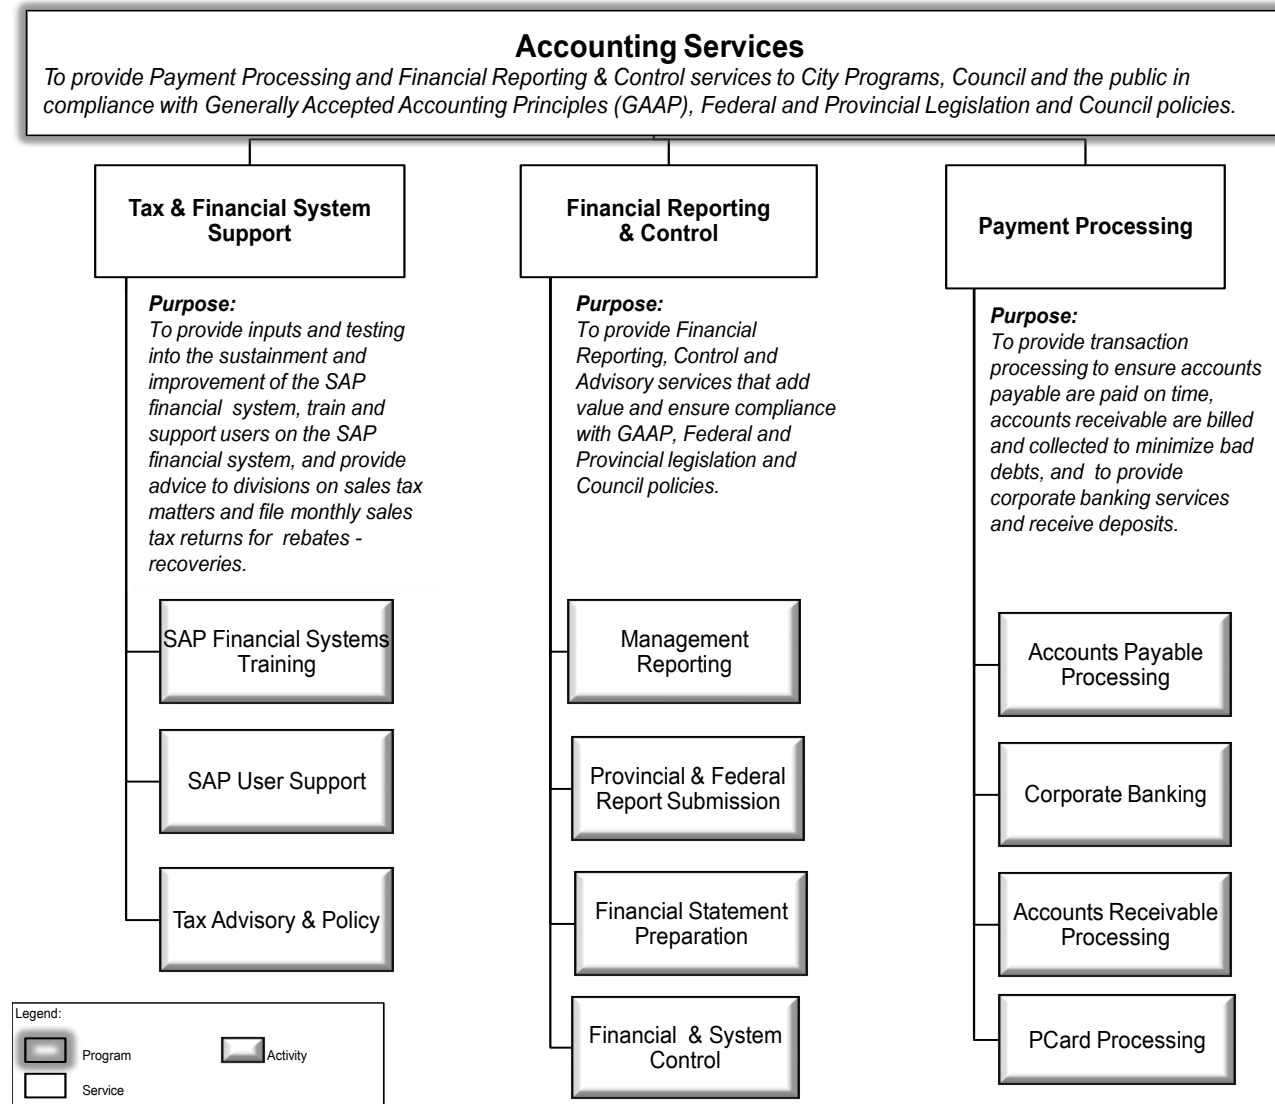 Accounting Services
To provide Payment Processing and Financial Reporting & Control services to City Programs, Council and the public in
compliance with Generally Accepted Accounting Principles (GAAP), Federal and Provincial Legislation and Council policies.
Tax & Financial System
Support
Purpose:
To provide inputs and testing
into the sustainment and
improvement of the SAP
financial system, train and
support users on the SAP
financial system, and provide
advice to divisions on sales tax
matters and file monthly sales
tax returns for rebates -
recoveries.
SAP Financial Systems
Training
SAP User Support
Tax Advisory & Policy
Financial Reporting
& Control
Purpose:
To provide Financial
Reporting, Control and
Advisory services that add
value and ensure compliance
with GAAP, Federal and
Provincial legislation and
Council policies.
Management
Reporting
Provincial & Federal
Report Submission
Financial Statement
Preparation
Financial & System
Control
Payment Processing
Purpose:
To provide transaction
processing to ensure accounts
payable are paid on time,
accounts receivable are billed
and collected to minimize bad
debts, and to provide
corporate banking services
and receive deposits.
Accounts Payable
Processing
Corporate Banking
Accounts Receivable
Processing
PCard Processing
Legend:
Program
Activity
Service